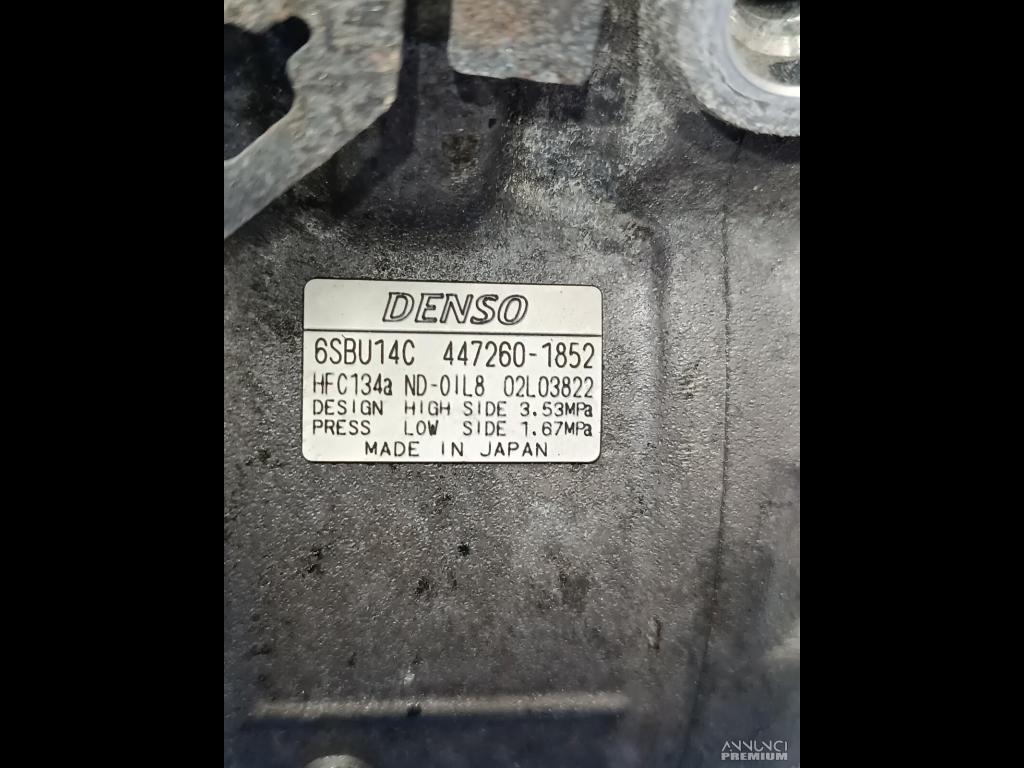 DENSO
6SBU14C 447260-1852
HFC134a ND-OIL8 02L03822
DESIGN HIGH SIDE 3.53MPa
PRESS LOW SIDE 1.67MPa
MADE IN JAPAN
ANNUNCI
PREMIUM